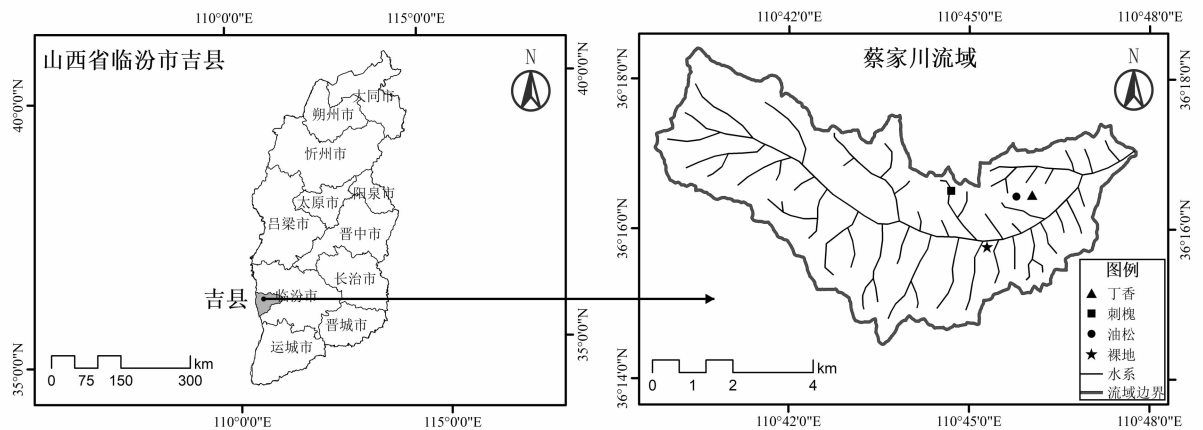 110°0'0"E
115°0'0"E
山西省临汾市吉县
N
40°0'0"N
40°0'0"N
大同市
朔州市
忻州市
阳泉市
太原市
吕梁市
晋中市
长治市
吉县
临汾市
晋城市
运城市
35°0'0"N
35°0'0"N
km
0 75 150 300
110°0'0"E
115°0'0"E
110°42'0"E
110°45'0"E
110°48'0"E
蔡家川流域
N
36°18'0"N
36°18'0"N
36°16'0"N
36°16'0"N
36°14'0"N
图例
丁香
刺槐
油松
裸地
水系
流域边界
km
0 1 2 4
110°42'0"E
110°45'0"E
110°48'0"E